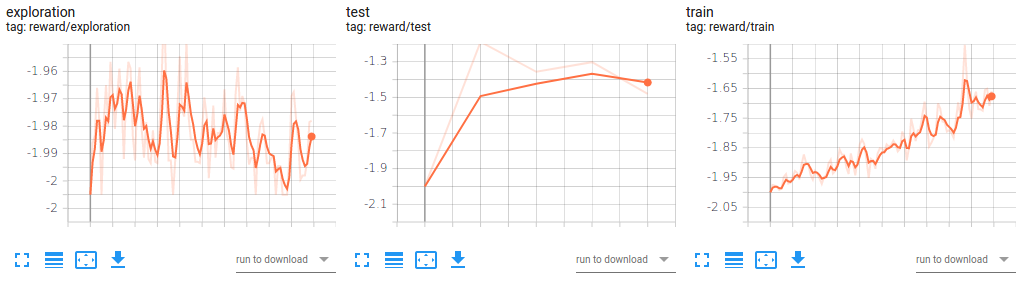 exploration
tag: reward/exploration
-1.96
-1.97
-1.98
-1.99
-2
-2
run to download
test
tag: reward/test
-1.3
-1.5
-1.7
-1.9
-2.1
run to download
train
tag: reward/train
-1.55
-1.65
-1.75
-1.85
-1.95
-2.05
run to download